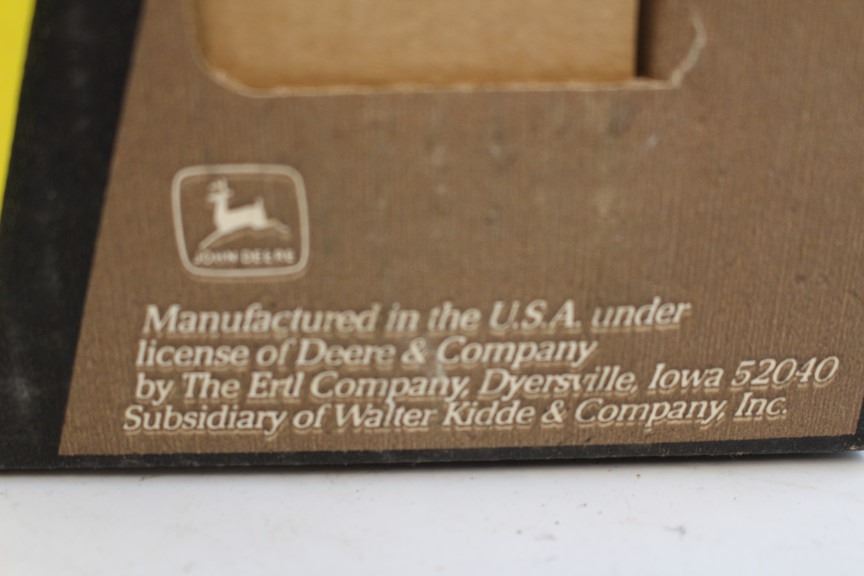 JOHN DEERE
Manufactured in the U.S.A. under
license of Deere & Company
by The Ertl Company, Dyersville, Iowa 52040
Subsidiary of Walter Kidde & Company, Inc.